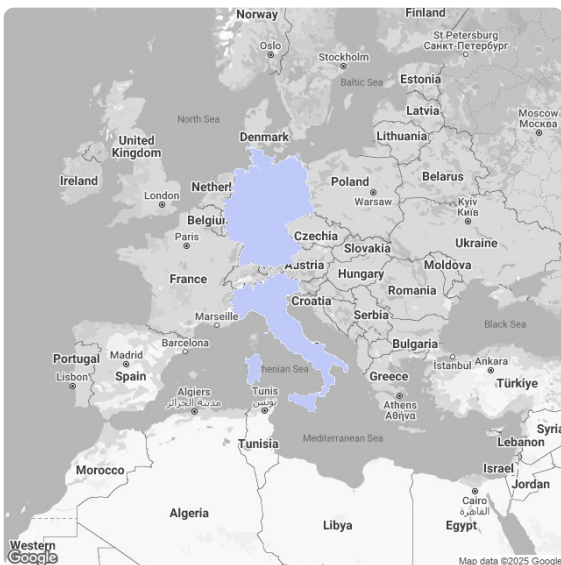 Norway
Finland
Oslo
Stockholm
St Petersburg
Санкт-Петербург
Baltic Sea
Estonia
North Sea
Latvia
Moscow
Москва
Denmark
Lithuania
United
Kingdom
Ireland
Netherl
Poland
Belarus
London
Warsaw
Belgiu
Kyiv
Київ
Paris
Czechia
Ukraine
Slovakia
Austria
Moldova
France
Hungary
Croatia
Romania
Marseille
Serbia
Black Sea
Barcelona
Bulgaria
Portugal
Madrid
Istanbul
Ankara
Lisbon
Spain
henian Sea
Greece
Türkiye
Algiers
مدينة الجزائر
Tunis
تونس
Athens
Αθήνα
Syria
Tunisia
Mediterranean Sea
Lebanon
Morocco
Israel
Jordan
Cairo
القاهرة
Algeria
Libya
Egypt
Western
Google
Map data ©2025 Google